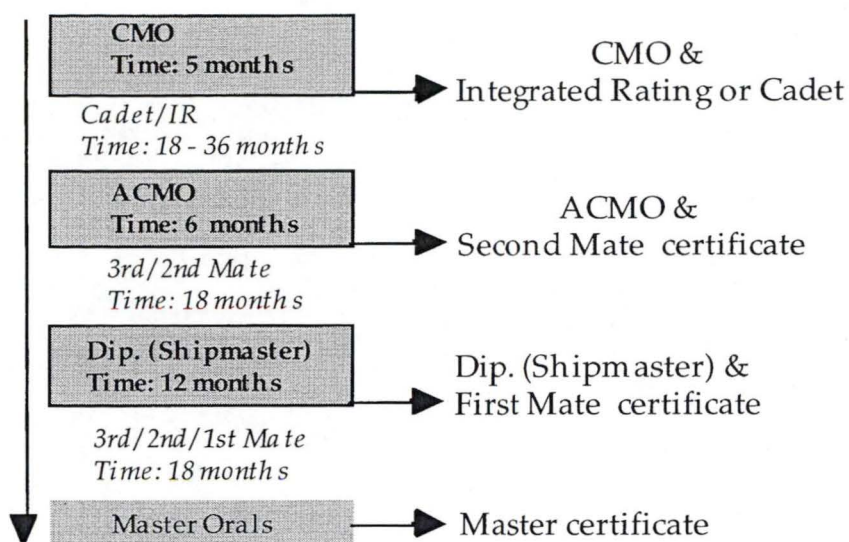 CMO
Time: 5 months
CMO &
Integrated Rating or Cadet
Cadet/IR
Time: 18 - 36 months
ACMO
Time: 6 months
ACMO &
Second Mate certificate
3rd/2nd Mate
Time: 18 months
Dip. (Shipmaster)
Time: 12 months
Dip. (Shipmaster) &
First Mate certificate
3rd/2nd/1st Mate
Time: 18 months
Master Orals
Master certificate